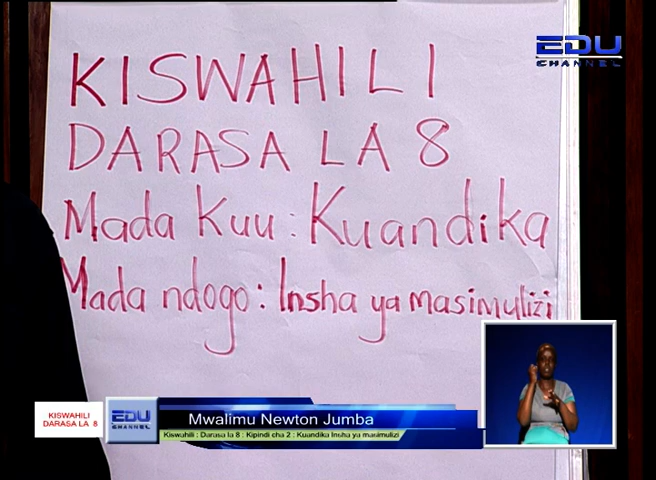 EDU
CHANNEL
KISWAHILI
DARASA LA 8
Mada Kuu : Kuandika
Mada ndogo : Insha ya masimulizi
KISWAHILI
DARASA LA 8
EDU
CHANNEL
Mwalimu Newton Jumba
Kiswahili : Darasa la 8 : Kipindi cha 2 : Kuandika Insha ya masimulizi